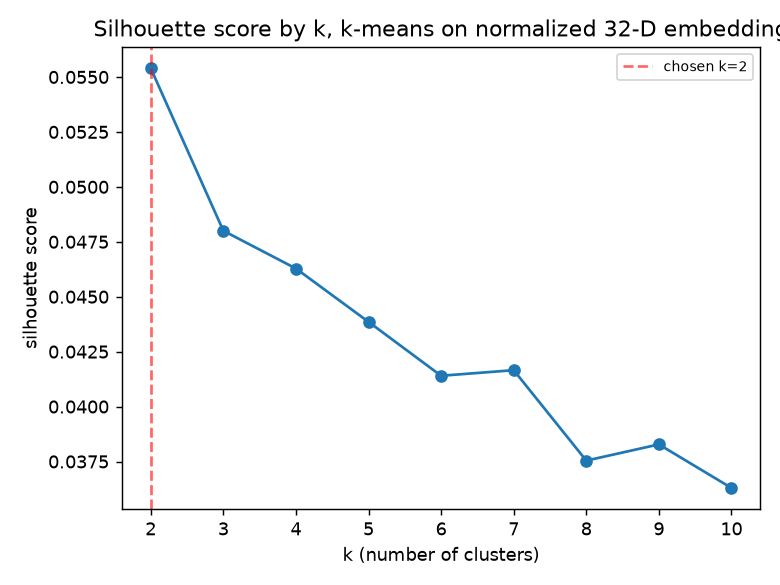 Silhouette score by k, k-means on normalized 32-D embedding
chosen k=2
0.0550
0.0525
0.0500
0.0475
0.0450
0.0425
0.0400
0.0375
silhouette score
2 3 4 5 6 7 8 9 10
k (number of clusters)